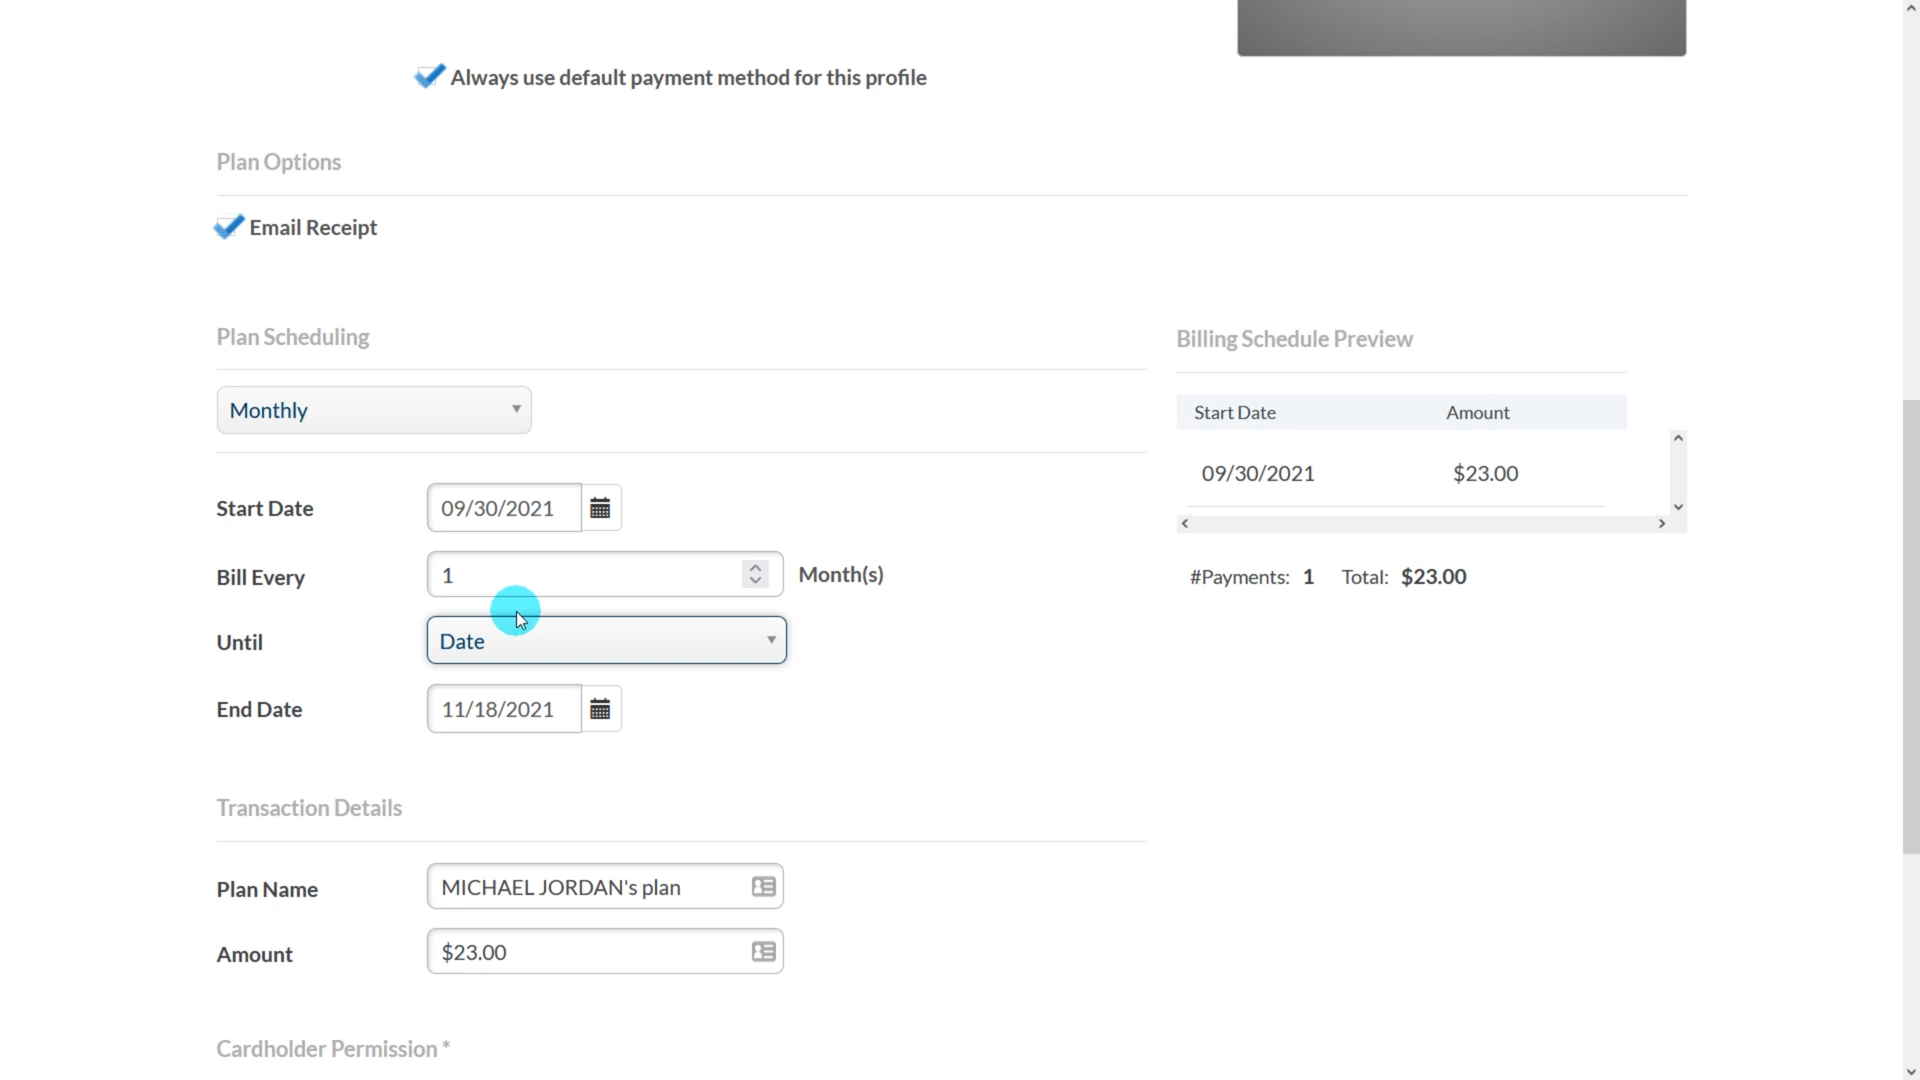 Always use default payment method for this profile
Plan Options
Email Receipt
Plan Scheduling
Monthly
Start Date 09/30/2021
Bill Every 1 Month(s)
Until Date
End Date 11/18/2021
Billing Schedule Preview
Start Date Amount
09/30/2021 $23.00
#Payments: 1 Total: $23.00
Transaction Details
Plan Name MICHAEL JORDAN's plan
Amount $23.00
Cardholder Permission *